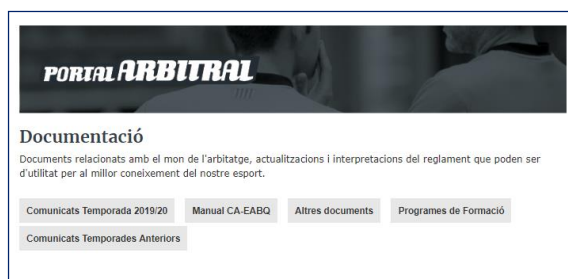 PORTAL ARBITRAL
Documentació
Documents relacionats amb el mon de l'arbitatge, actualitzacions i interpretacions del reglament que poden ser
d'utilitat per al millor coneixement del nostre esport.
Comunicats Temporada 2019/20 Manual CA-EABQ Altres documents Programes de Formació
Comunicats Temporades Anteriors